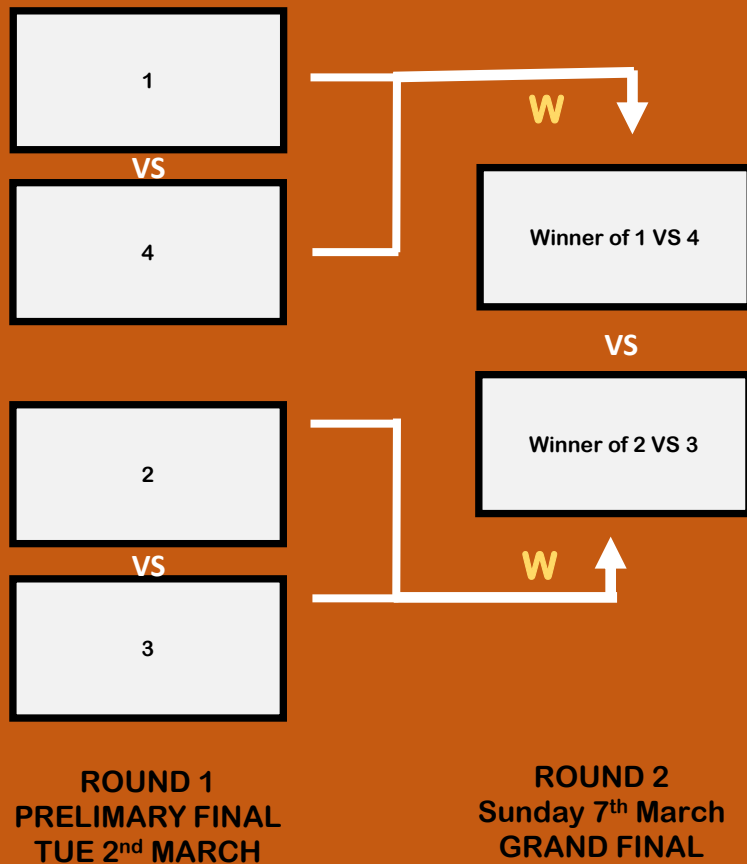 1
VS
4
W
Winner of 1 VS 4
VS
Winner of 2 VS 3
W
2
VS
3
ROUND 1
PRELIMARY FINAL
TUE 2nd MARCH
ROUND 2
Sunday 7th March
GRAND FINAL